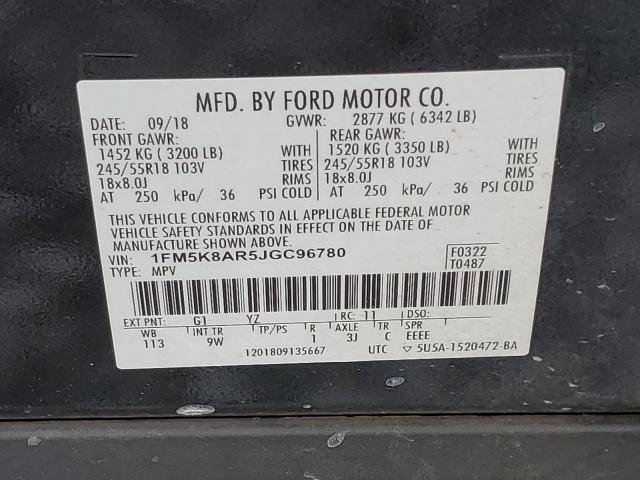 MFD. BY FORD MOTOR CO.
DATE: 09/18 GVWR: 2877 KG ( 6342 LB)
FRONT GAWR: REAR GAWR:
1452 KG ( 3200 LB) WITH 1520 KG ( 3350 LB) WITH
245/55R18 103V TIRES 245/55R18 103V TIRES
18x8.0J RIMS 18x8.0J RIMS
AT 250 kPa/ 36 PSI COLD AT 250 kPa/ 36 PSI COLD
THIS VEHICLE CONFORMS TO ALL APPLICABLE FEDERAL MOTOR
VEHICLE SAFETY STANDARDS IN EFFECT ON THE DATE OF
MANUFACTURE SHOWN ABOVE.
VIN: 1FM5K8AR5JGC96780 F0322
TYPE: MPV T0487
EXT PNT: G1 YZ RC: 11 DSO:
WB INT TR TP/PS R AXLE TR SPR
113 9W 1 3J C EEEE
1201809135667 UTC ▽ 5U5A-1520472-BA